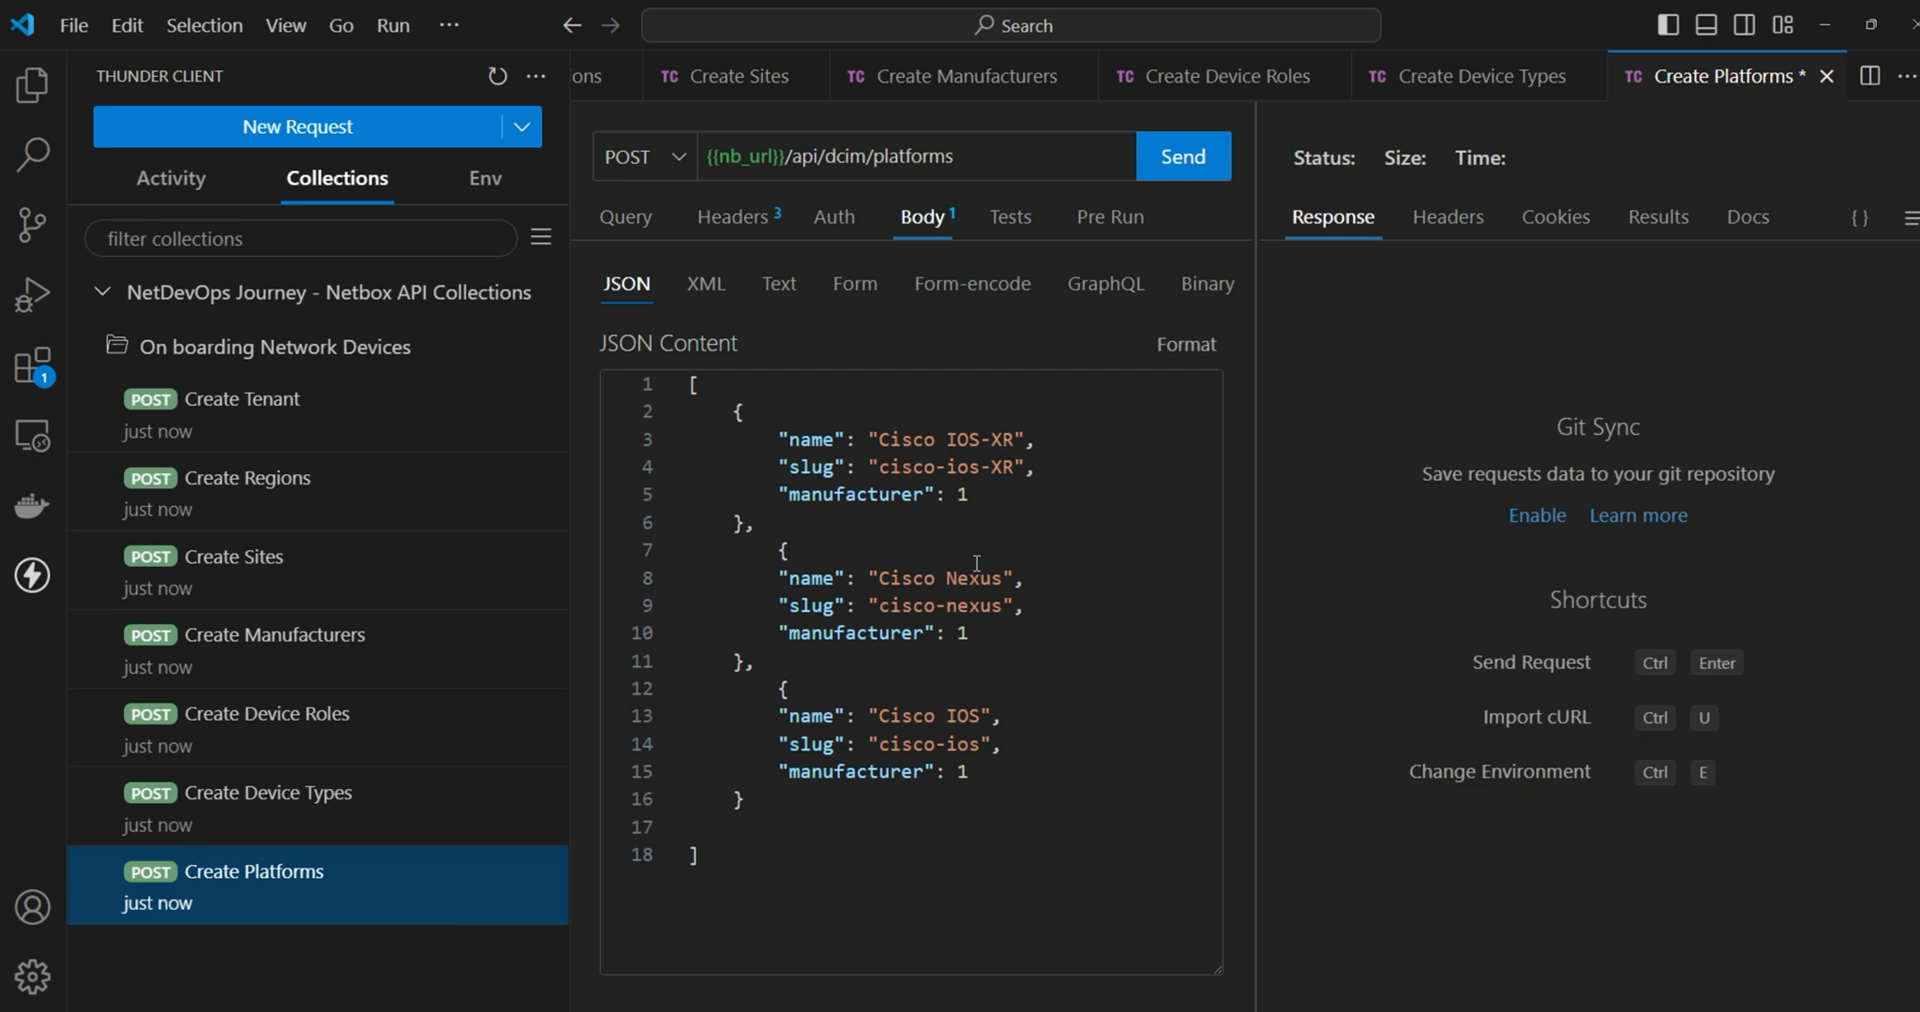 File Edit Selection View Go Run ···
Search
THUNDER CLIENT
ons
TC Create Sites
TC Create Manufacturers
TC Create Device Roles
TC Create Device Types
TC Create Platforms *
New Request
POST
{{nb_url}}/api/dcim/platforms
Send
Status: Size: Time:
Activity Collections Env
Query Headers 3 Auth Body 1 Tests Pre Run
Response Headers Cookies Results Docs { }
filter collections
JSON XML Text Form Form-encode GraphQL Binary
NetDevOps Journey - Netbox API Collections
On boarding Network Devices
POST Create Tenant
just now
POST Create Regions
just now
POST Create Sites
just now
POST Create Manufacturers
just now
POST Create Device Roles
just now
POST Create Device Types
just now
POST Create Platforms
just now
1
JSON Content
Format
1 [
2 {
3 "name": "Cisco IOS-XR",
4 "slug": "cisco-ios-XR",
5 "manufacturer": 1
6 },
7 {
8 "name": "Cisco Nexus",
9 "slug": "cisco-nexus",
10 "manufacturer": 1
11 },
12 {
13 "name": "Cisco IOS",
14 "slug": "cisco-ios",
15 "manufacturer": 1
16 }
17
18 ]
Git Sync
Save requests data to your git repository
Enable Learn more
Shortcuts
Send Request Ctrl Enter
Import cURL Ctrl U
Change Environment Ctrl E